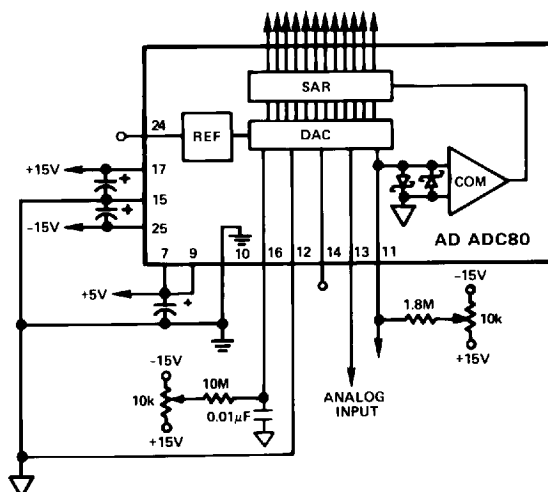 SAR
24
REF
DAC
+15V
17
+
COM
15
+
-15V
25
AD ADC80
7
9
10
16
12
14
13
11
+5V
+
-15V
1.8M
10k
-15V
+15V
10M
10k
ANALOG
INPUT
0.01μF
+15V